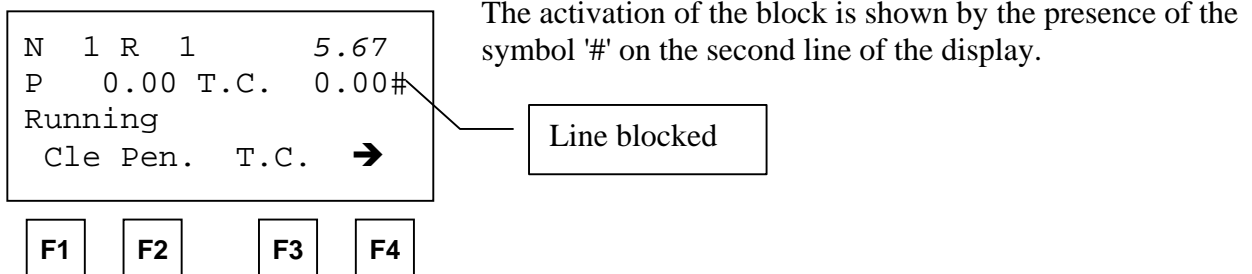 The activation of the block is shown by the presence of the
symbol '#' on the second line of the display.
N 1 R 1 5.67
P 0.00 T.C. 0.00#
Running
Cle Pen. T.C. ➔
Line blocked
F1 F2 F3 F4